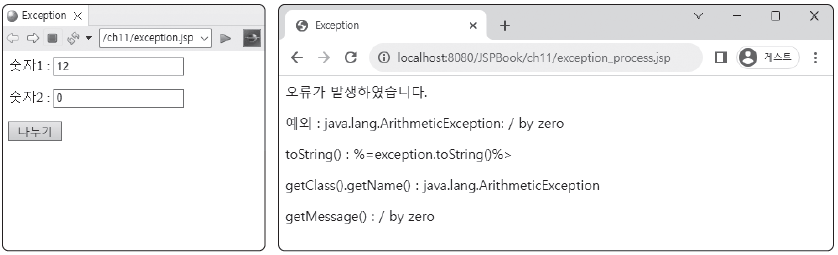 Exception
/ch11/exception.jsp
숫자1 : 12
숫자2 : 0
나누기
Exception
localhost:8080/JSPBook/ch11/exception_process.jsp
게스트
오류가 발생하였습니다.
예외 : java.lang.ArithmeticException: / by zero
toString() : %=exception.toString()%>
getClass().getName() : java.lang.ArithmeticException
getMessage() : / by zero